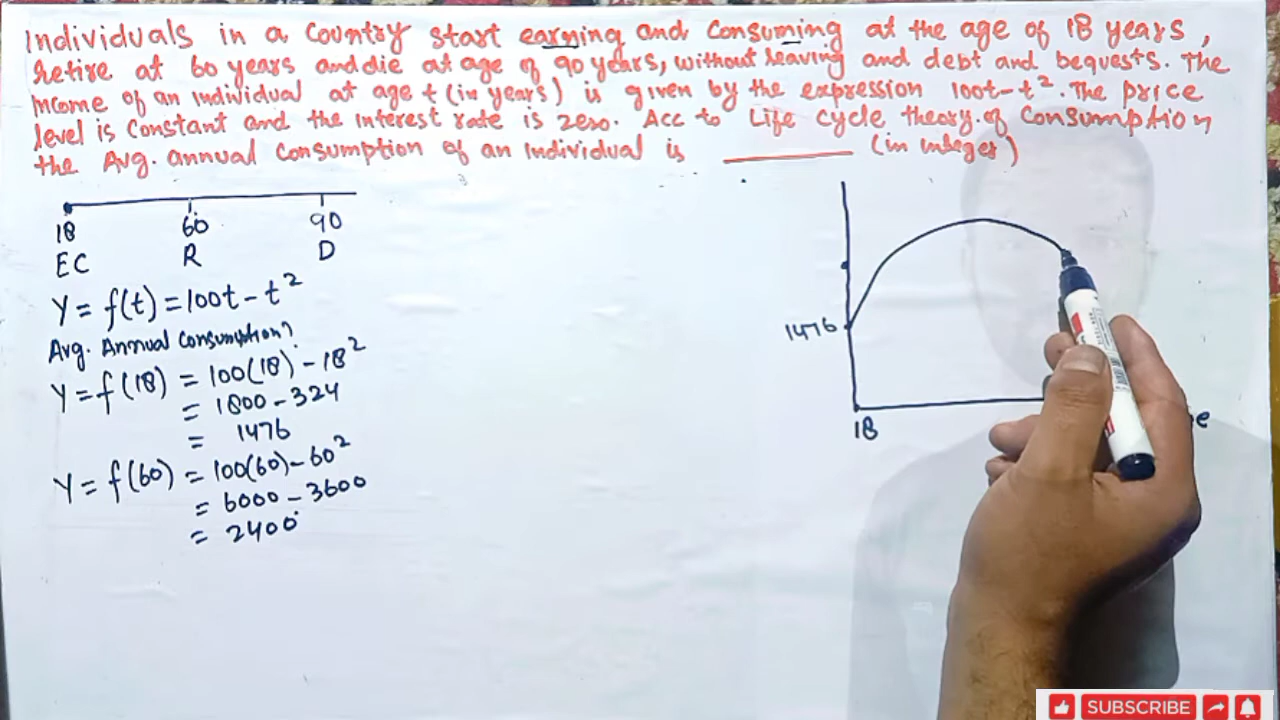 Individuals in a Country start earning and Consuming at the age of 18 years,
Retire at 60 years and die at age of 90 years, without leaving and debt and bequests. The
Income of an individual at age t (in years) is given by the expression 100t-t². The price
level is Constant and the interest rate is zero. Acc to Life Cycle theory of Consumption
the Avg. annual Consumption of an individual is ________ (in integer)
18 60 90
EC R D
Y = f(t) = 100t - t²
Avg. Annual Consumption?
Y = f(18) = 100(18) - 18²
= 1800 - 324
= 1476
Y = f(60) = 100(60) - 60²
= 6000 - 3600
= 2400
1476
18
SUBSCRIBE